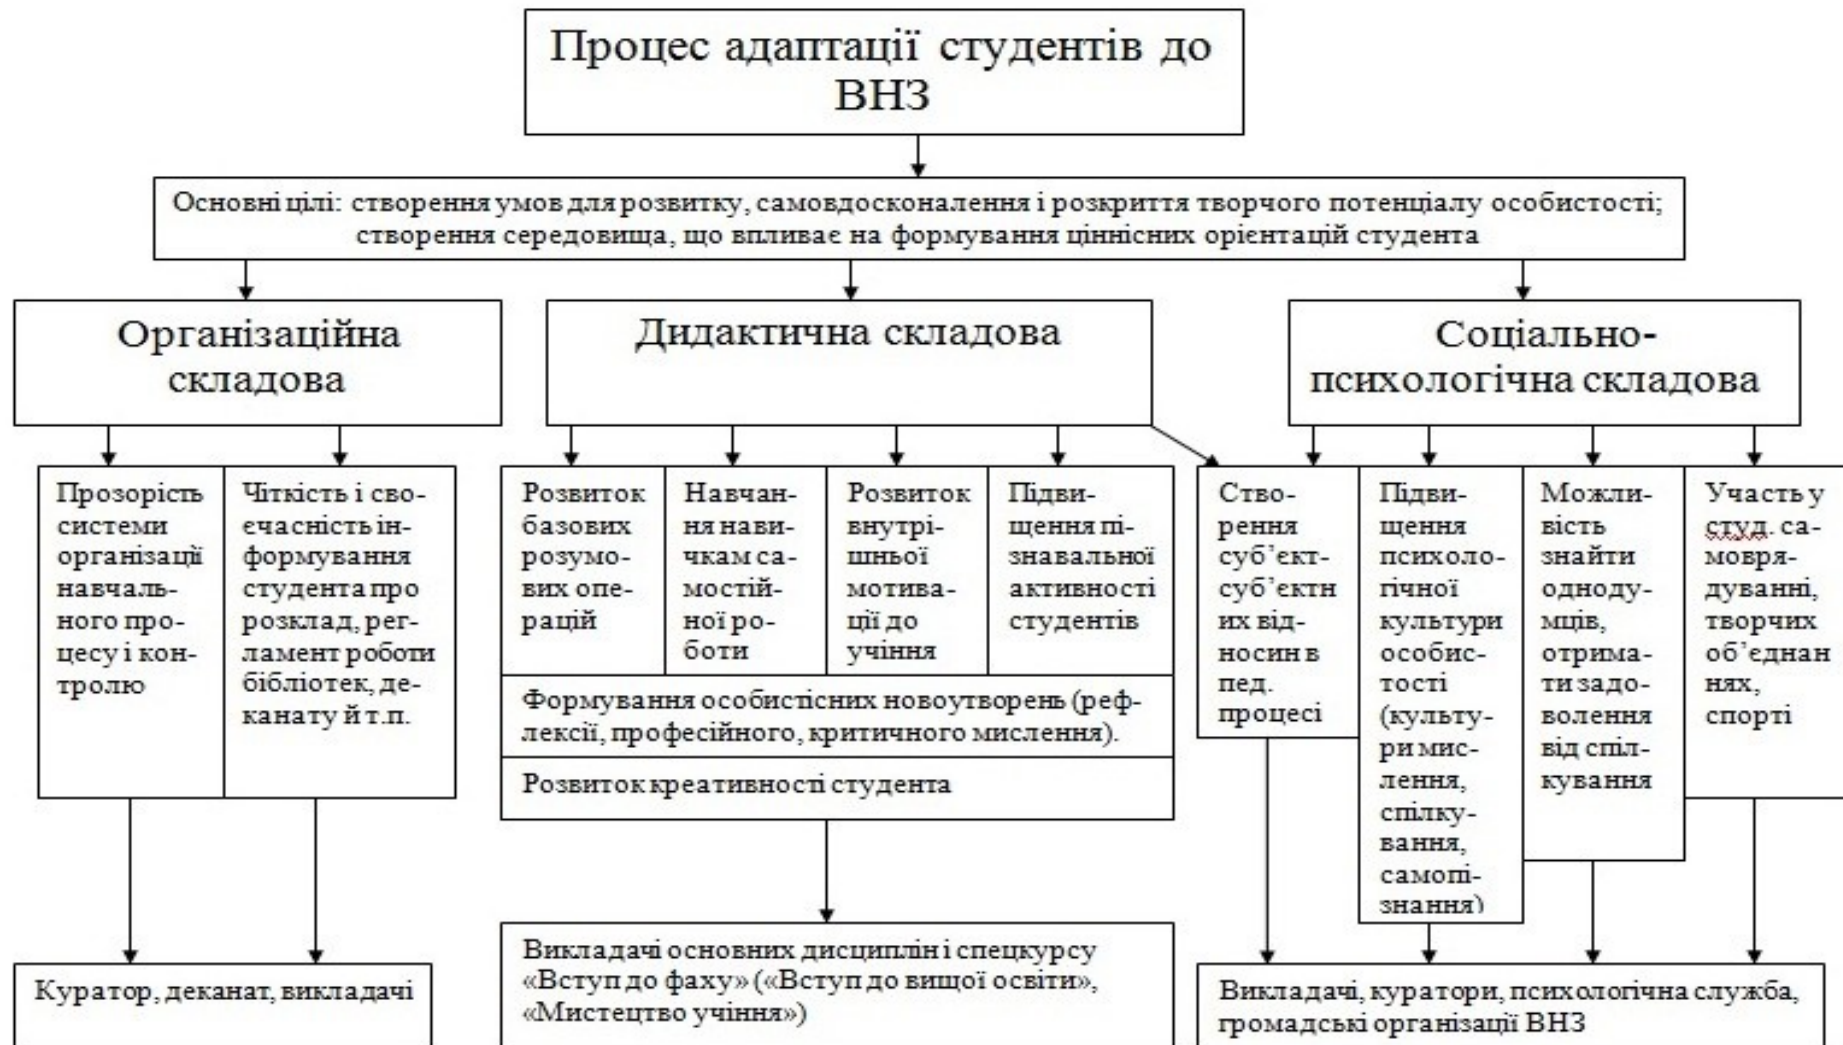 Процес адаптації студентів до
ВНЗ
Основні цілі: створення умов для розвитку, самовдосконалення і розкриття творчого потенціалу особистості;
створення середовища, що впливає на формування ціннісних орієнтацій студента
Організаційна
складова
Дидактична складова
Соціально-
психологічна складова
Прозорість
системи
організації
навчаль-
ного про-
цесу і кон-
тролю
Чіткість і сво-
єчасність ін-
формування
студента про
розклад, рег-
ламент роботи
бібліотек, де-
канату й т.п.
Розвиток
базових
розумо-
вих опе-
рацій
Навчан-
ня нави-
чкам са-
мостій-
ної ро-
боти
Розвиток
внутрі-
шньої
мотива-
ції до
учіння
Підви-
щення пі-
знавальної
активності
студентів
Формування особистісних новоутворень (реф-
лексії, професійного, критичного мислення).
Розвиток креативності студента
Ство-
рення
суб’єкт-
суб’єктн
их від-
носин в
пед.
процесі
Підви-
щення
психоло-
гічної
культури
особис-
тості
(культу-
ри мис-
лення,
спілку-
вання,
самопі-
знання)
Можли-
вість
знайти
однoду-
мців,
отрима-
ти задо-
волення
від спіл-
кування
Участь у
студ. са-
мовря-
дуванні,
творчих
об’єднан
нях,
спорті
Куратор, деканат, викладачі
Викладачі основних дисциплін і спецкурсу
«Вступ до фаху» («Вступ до вищої освіти»,
«Мистецтво учіння»)
Викладачі, куратори, психологічна служба,
громадські організації ВНЗ